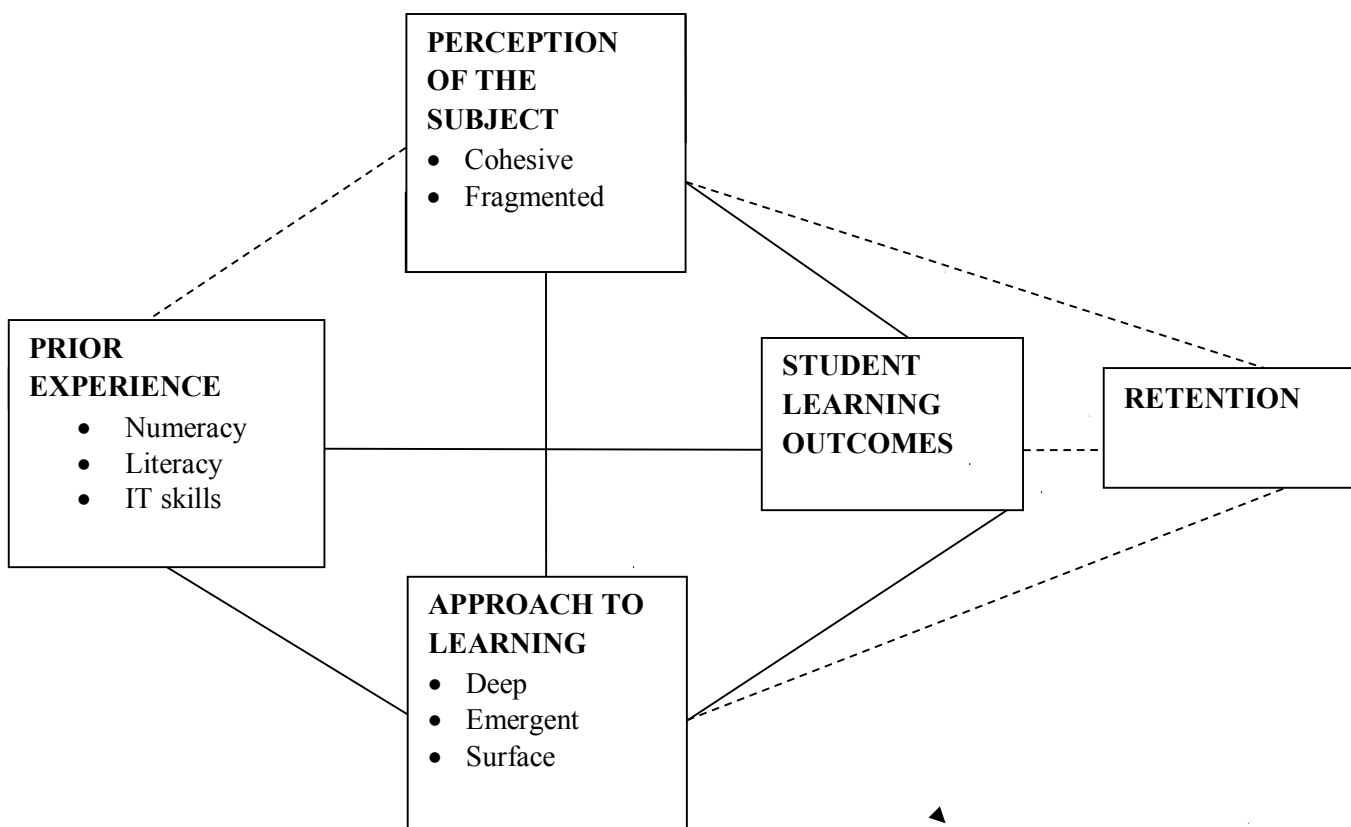 PERCEPTION
OF THE
SUBJECT
• Cohesive
• Fragmented
PRIOR
EXPERIENCE
• Numeracy
• Literacy
• IT skills
STUDENT
LEARNING
OUTCOMES
RETENTION
APPROACH TO
LEARNING
• Deep
• Emergent
• Surface